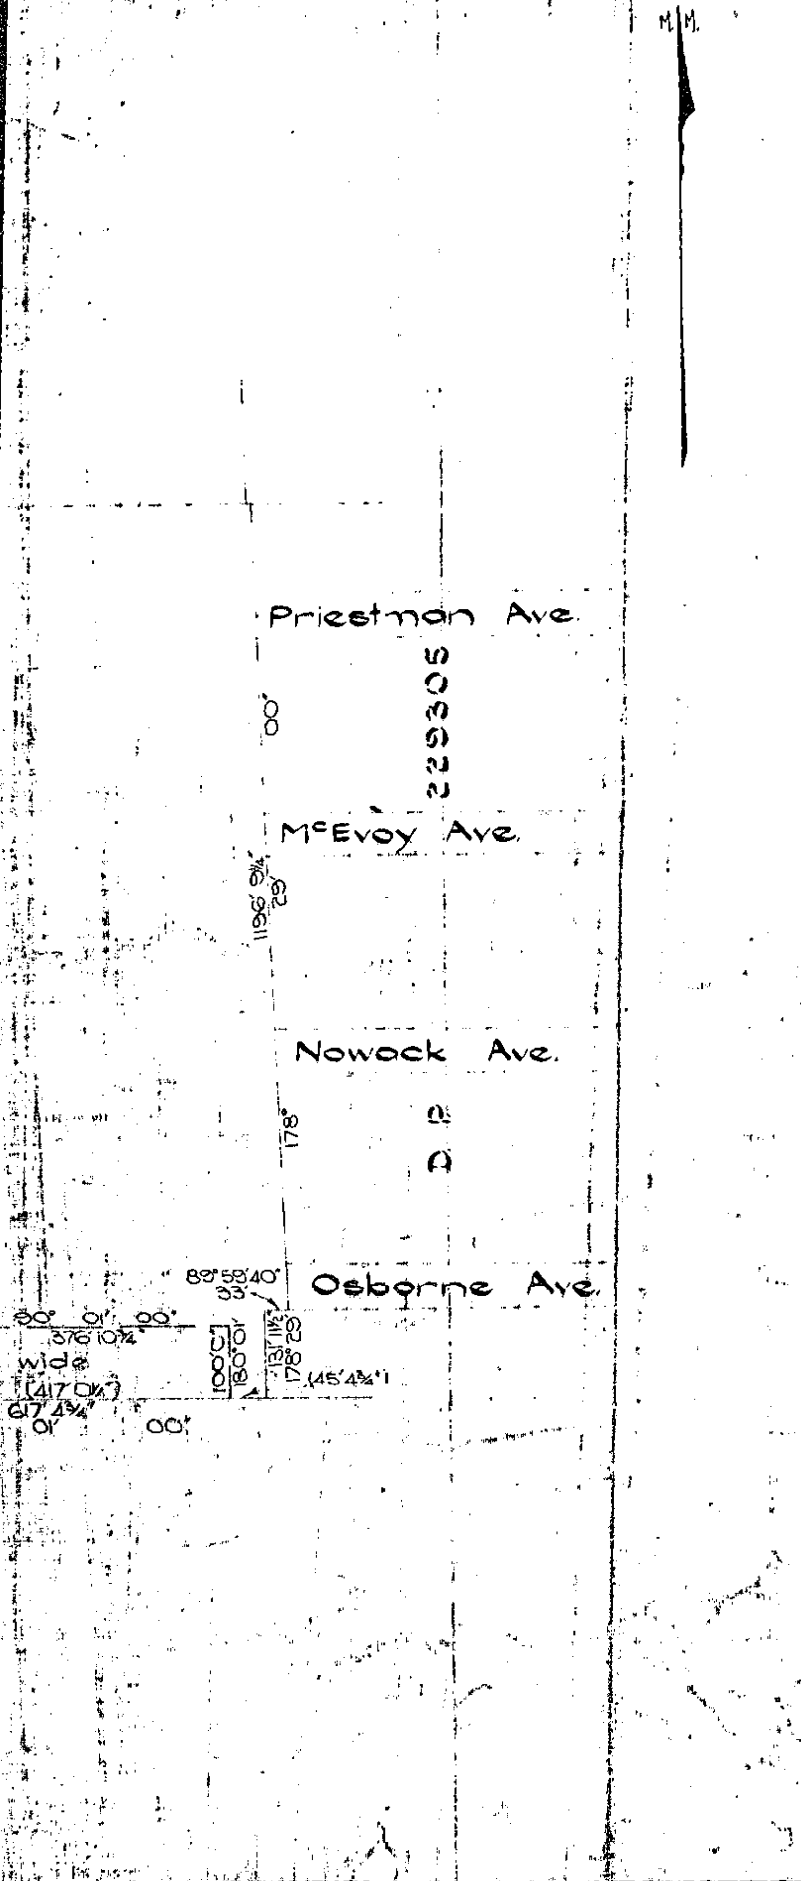 M. M.
Priestman Ave.
229305
00"
McEvoy Ave.
1196' 9¼"
29'
Nowack Ave.
178°
D P
89°59'40"
33'
Osborne Ave.
90° 01' 00"
376' 10¾"
wide
(417' 0¼")
617' 4¾"
01' 00"
100'0"
180°01'
131' 11½"
178° 29'
(45'4¾")